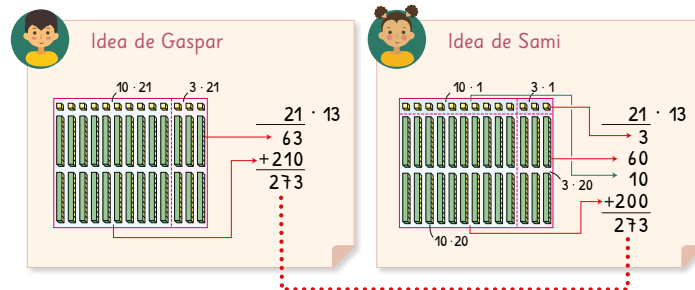 Idea de Gaspar
10 · 21
3 · 21
21 · 13
63
+210
273
Idea de Sami
10 · 1
3 · 1
21 · 13
3
60
10
3 · 20
+200
273
10 · 20